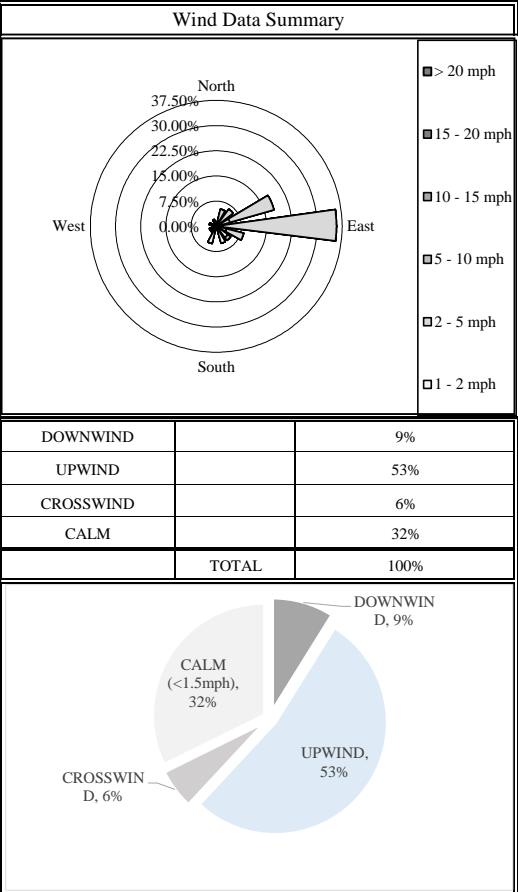 Wind Data Summary
North
37.50%
30.00%
22.50%
15.00%
7.50%
0.00%
West
East
South
> 20 mph
15 - 20 mph
10 - 15 mph
5 - 10 mph
2 - 5 mph
1 - 2 mph
DOWNWIND 9%
UPWIND 53%
CROSSWIND 6%
CALM 32%
TOTAL 100%
DOWNWIN
D, 9%
CALM
(<1.5mph),
32%
UPWIND,
53%
CROSSWIN
D, 6%